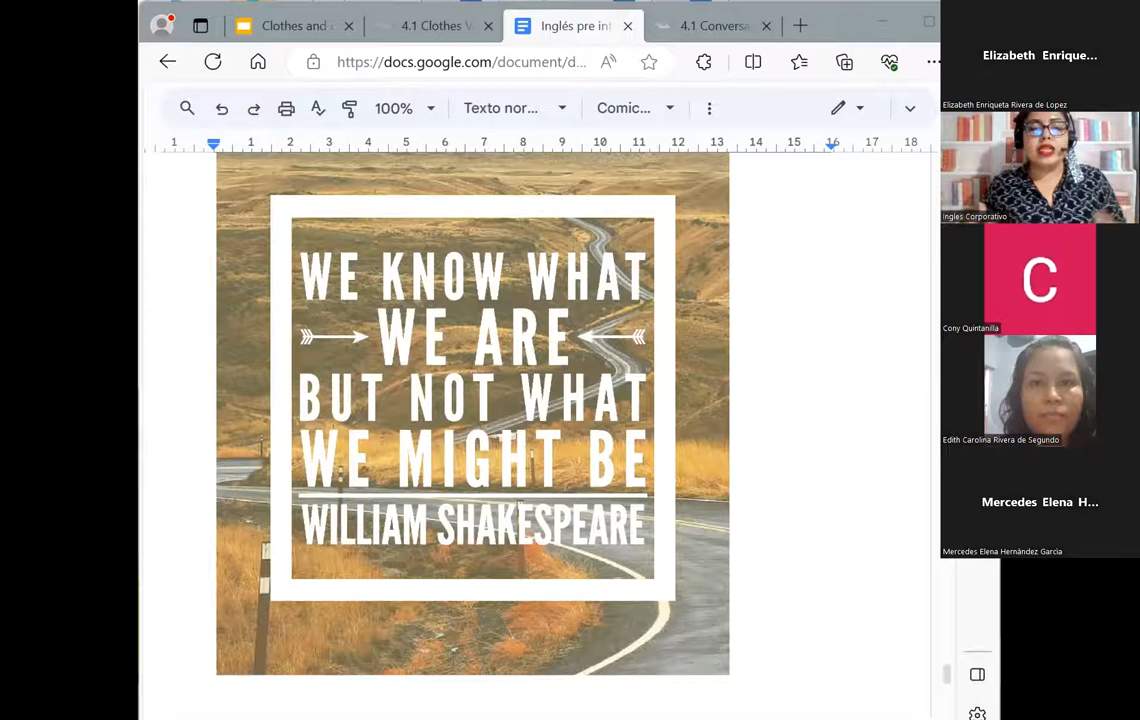 Clothes and c
4.1 Clothes V
Inglés pre int
4.1 Conversa
https://docs.google.com/document/d...
100%
Texto nor...
Comic...
1 1 2 3 4 5 6 7 8 9 10 11 12 13 14 15 16 17 18
WE KNOW WHAT
WE ARE
BUT NOT WHAT
WE MIGHT BE
WILLIAM SHAKESPEARE
Elizabeth Enrique...
Elizabeth Enriqueta Rivera de Lopez
Ingles Corporativo
C
Cony Quintanilla
Edith Carolina Rivera de Segundo
Mercedes Elena H...
Mercedes Elena Hernández García